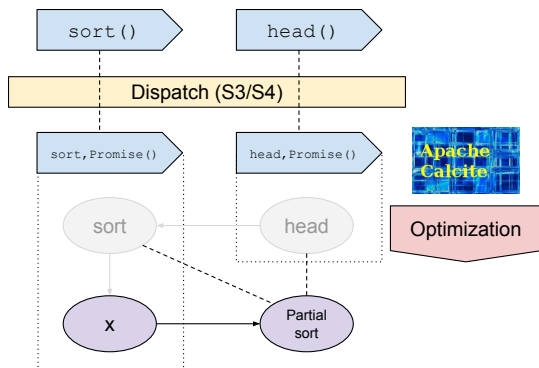 sort() head()
Dispatch (S3/S4)
sort,Promise() head,Promise()
Apache
Calcite
sort head
Optimization
x
Partial
sort